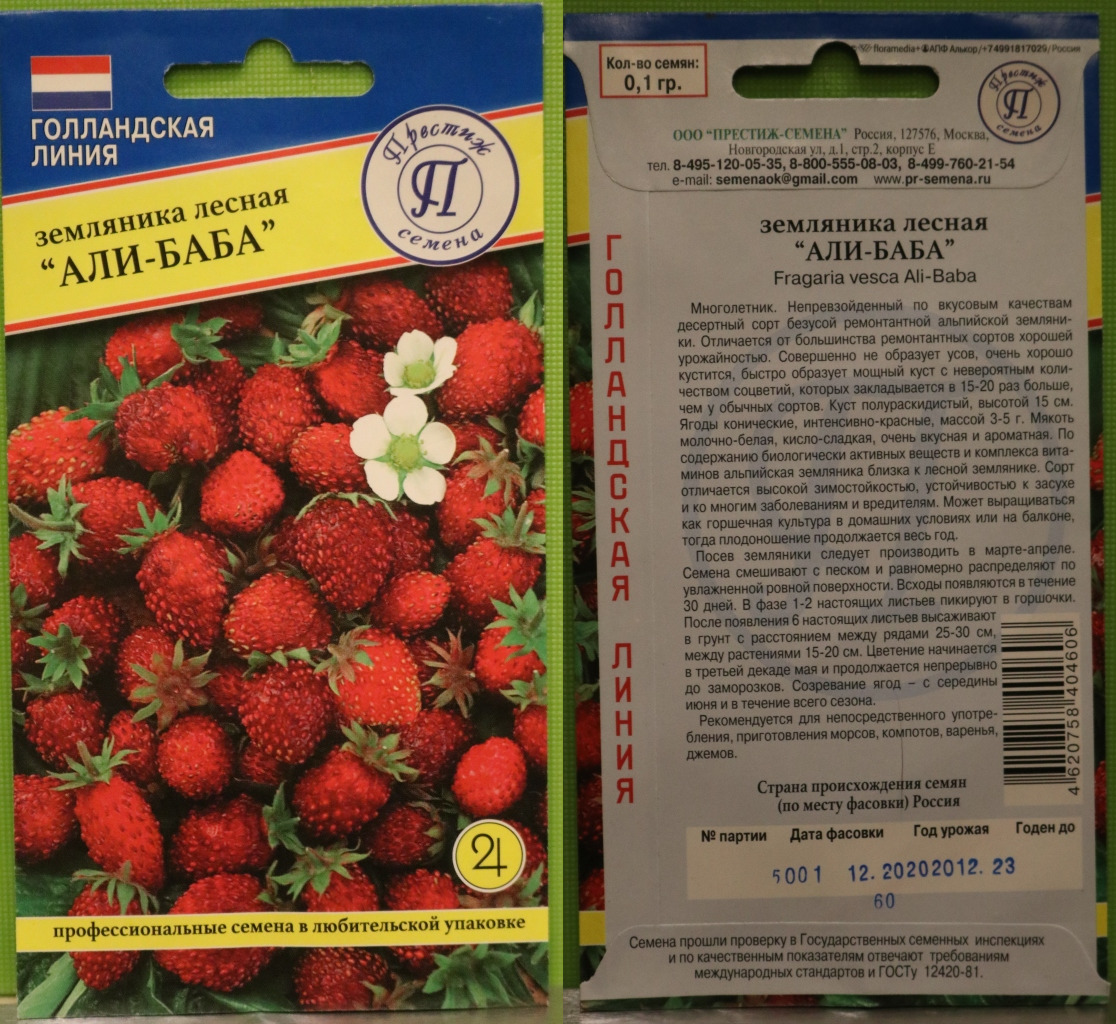 ГОЛЛАНДСКАЯ
ЛИНИЯ
Престиж
П
семена
земляника лесная
“АЛИ-БАБА”
24
профессиональные семена в любительской упаковке
floramedia+ АПФ Алькор/+74991817029/Россия
Кол-во семян:
0,1 гр.
Престиж
П
семена
ООО “ПРЕСТИЖ-СЕМЕНА” Россия, 127576, Москва,
Новгородская ул, д.1, стр.2, корпус Е
тел. 8-495-120-05-35, 8-800-555-08-03, 8-499-760-21-54
e-mail: semenaok@gmail.com www.pr-semena.ru
ГОЛЛАНДСКАЯ ЛИНИЯ
земляника лесная
“АЛИ-БАБА”
Fragaria vesca Ali-Baba
Многолетник. Непревзойденный по вкусовым качествам
десертный сорт безусой ремонтантной альпийской земляни-
ки. Отличается от большинства ремонтантных сортов хорошей
урожайностью. Совершенно не образует усов, очень хорошо
кустится, быстро образует мощный куст с невероятным коли-
чеством соцветий, которых закладывается в 15-20 раз больше,
чем у обычных сортов. Куст полураскидистый, высотой 15 см.
Ягоды конические, интенсивно-красные, массой 3-5 г. Мякоть
молочно-белая, кисло-сладкая, очень вкусная и ароматная. По
содержанию биологически активных веществ и комплекса вита-
минов альпийская земляника близка к лесной землянике. Сорт
отличается высокой зимостойкостью, устойчивостью к засухе
и ко многим заболеваниям и вредителям. Может выращиваться
как горшечная культура в домашних условиях или на балконе,
тогда плодоношение продолжается весь год.
Посев земляники следует производить в марте-апреле.
Семена смешивают с песком и равномерно распределяют по
увлажненной ровной поверхности. Всходы появляются в течение
30 дней. В фазе 1-2 настоящих листьев пикируют в горшочки.
После появления 6 настоящих листьев высаживают
в грунт с расстоянием между рядами 25-30 см,
между растениями 15-20 см. Цветение начинается
в третьей декаде мая и продолжается непрерывно
до заморозков. Созревание ягод – с середины
июня и в течение всего сезона.
Рекомендуется для непосредственного употре-
бления, приготовления морсов, компотов, варенья,
джемов.
4 620758 404606
Страна происхождения семян
(по месту фасовки) Россия
№ партии Дата фасовки Год урожая Годен до
5001 12. 20202012. 23
60
Семена прошли проверку в Государственных семенных инспекциях
и по качественным показателям отвечают требованиям
международных стандартов и ГОСТу 12420-81.